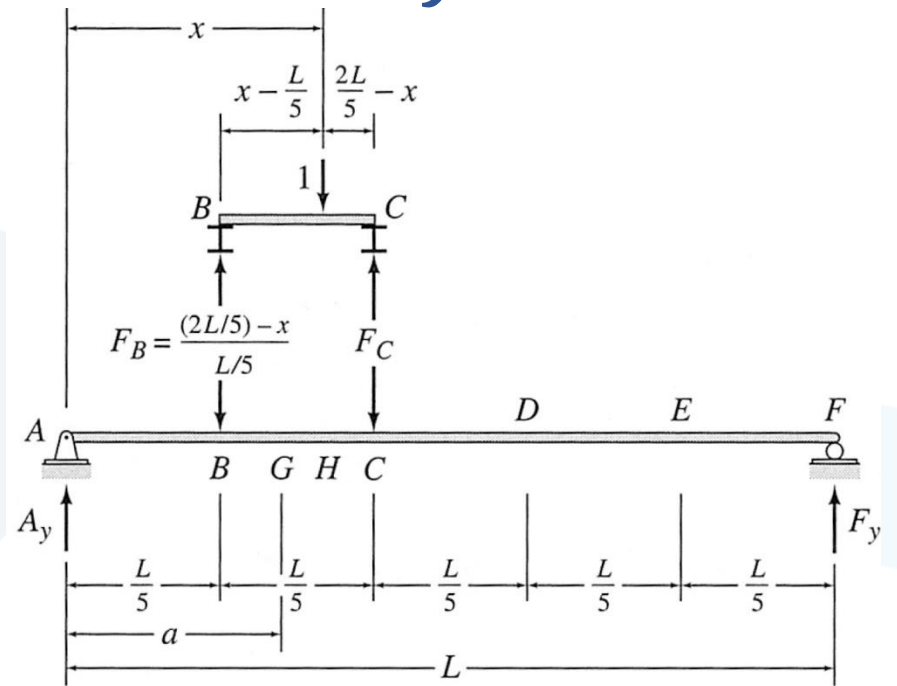 x
x - L/5 2L/5 - x
1
B C
F_B = (2L/5) - x / L/5 F_C
D E F
A
B G H C
A_y F_y
L/5 L/5 L/5 L/5 L/5
a
L